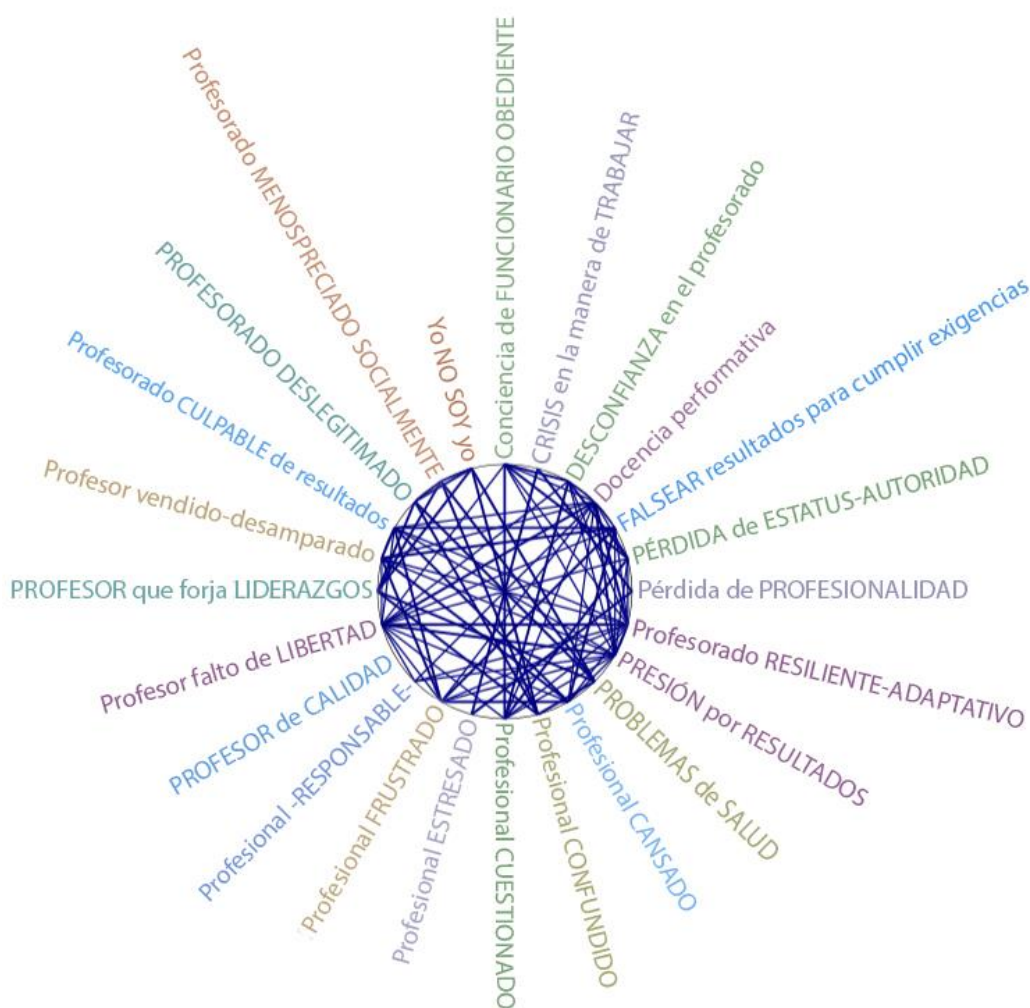 Conciencia de FUNCIONARIO OBEDIENTE
CRISIS en la manera de TRABAJAR
DESCONFIANZA en el profesorado
Docencia performativa
FALSEAR resultados para cumplir exigencias
PÉRDIDA de ESTATUS-AUTORIDAD
Pérdida de PROFESIONALIDAD
Profesorado RESILIENTE-ADAPTATIVO
PRESIÓN por RESULTADOS
PROBLEMAS de SALUD
Profesional CANSADO
Profesional CONFUNDIDO
Profesional CUESTIONADO
Profesional ESTRESADO
Profesional FRUSTRADO
Profesional -RESPONSABLE-
PROFESOR de CALIDAD
Profesor falto de LIBERTAD
PROFESOR que forja LIDERAZGOS
Profesor vendido-desamparado
Profesorado CULPABLE de resultados
PROFESORADO DESLEGITIMADO
Profesorado MENOSPRECIADO SOCIALMENTE
Yo NO SOY yo